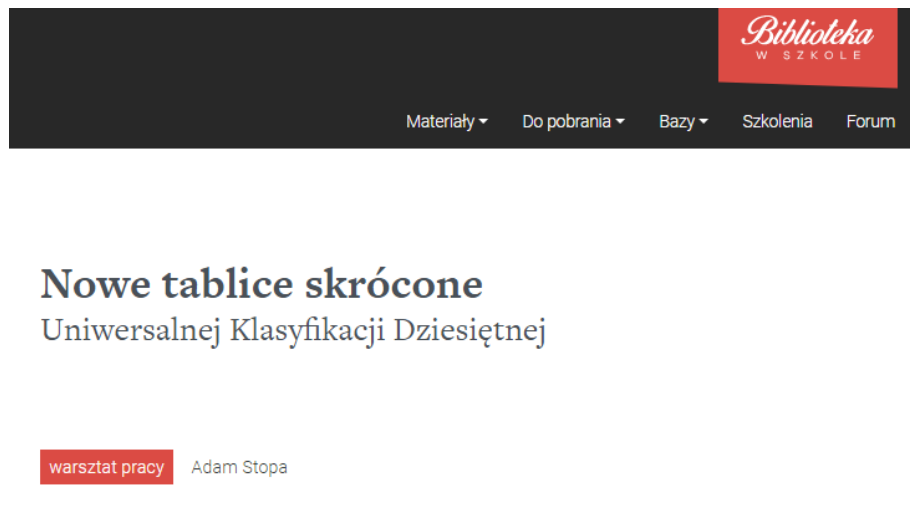 Biblioteka
W SZKOLE
Materiały Do pobrania Bazy Szkolenia Forum
Nowe tablice skrócone
Uniwersalnej Klasyfikacji Dziesiętnej
warsztat pracy Adam Stopa